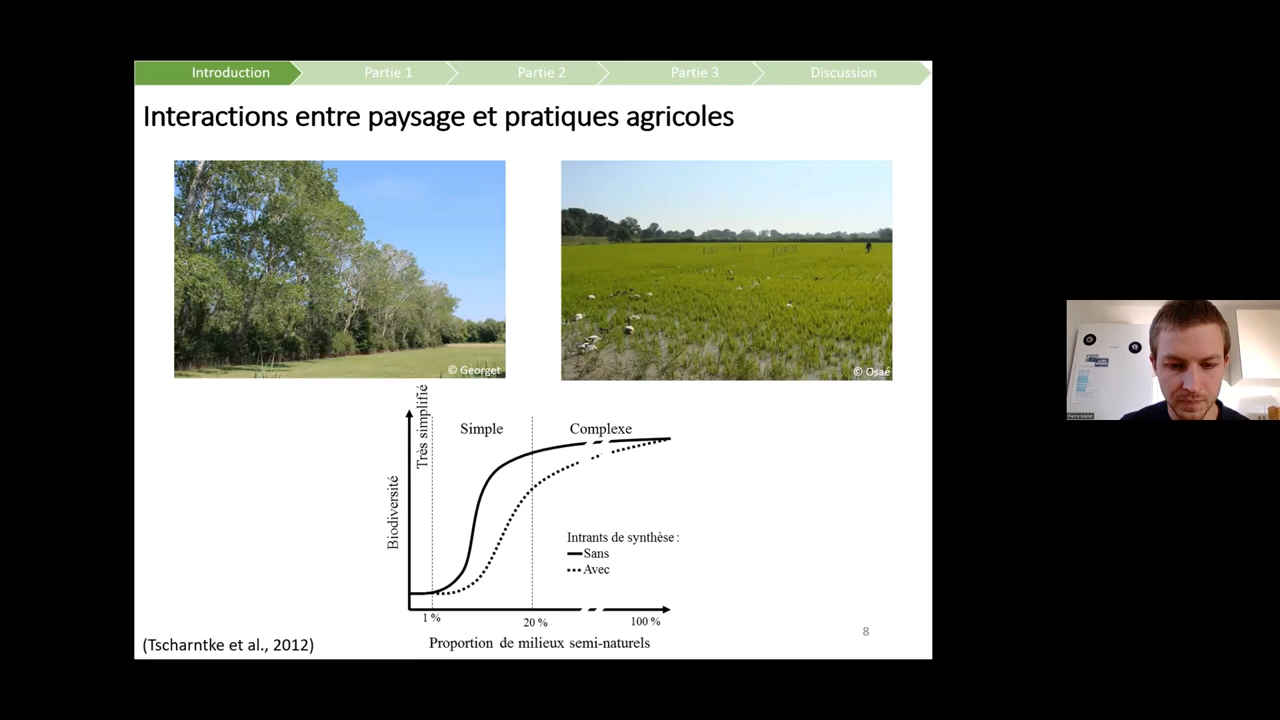 Introduction
Partie 1
Partie 2
Partie 3
Discussion
Interactions entre paysage et pratiques agricoles
© Georget
© Osaé
Très simplifié
Simple
Complexe
Biodiversité
Intrants de synthèse :
Sans
Avec
1 %
20 %
100 %
Proportion de milieux semi-naturels
(Tscharntke et al., 2012)
8